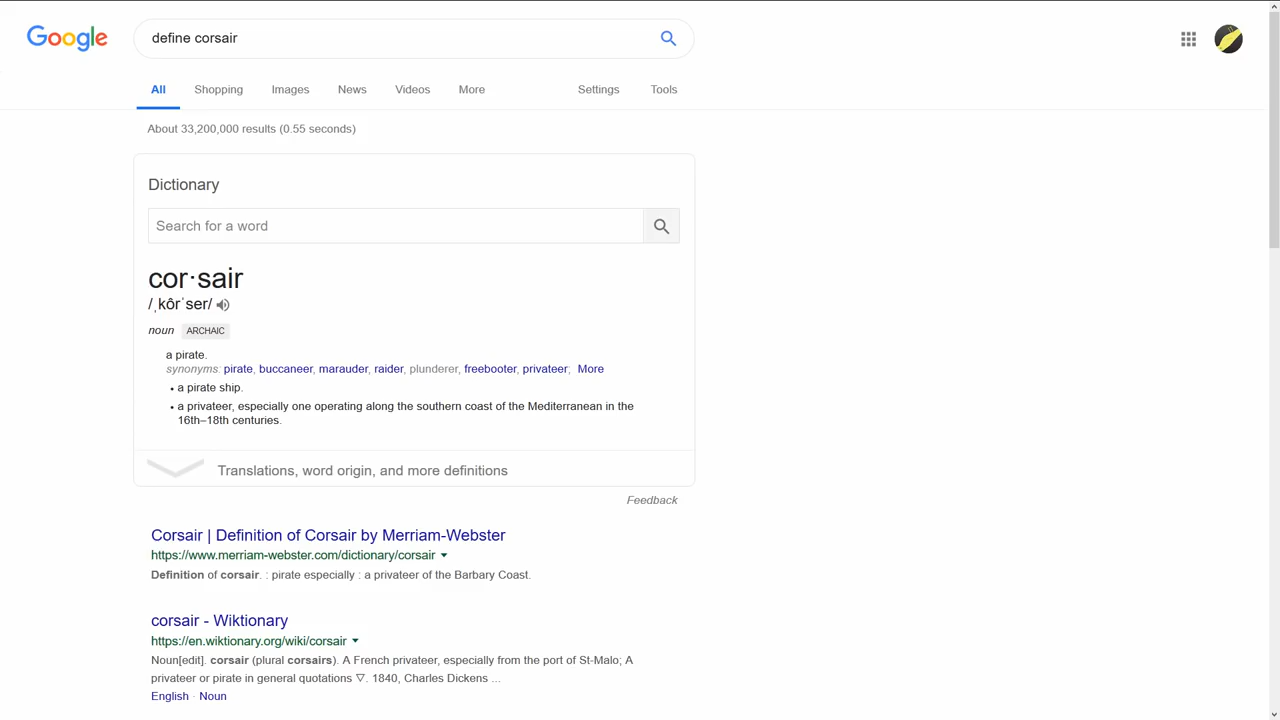 Google
define corsair
All Shopping Images News Videos More Settings Tools
About 33,200,000 results (0.55 seconds)
Dictionary
Search for a word
cor·sair
/ˌkôrˈser/
noun ARCHAIC
a pirate.
synonyms: pirate, buccaneer, marauder, raider, plunderer, freebooter, privateer; More
• a pirate ship.
• a privateer, especially one operating along the southern coast of the Mediterranean in the
16th–18th centuries.
Translations, word origin, and more definitions
Feedback
Corsair | Definition of Corsair by Merriam-Webster
https://www.merriam-webster.com/dictionary/corsair
Definition of corsair. : pirate especially : a privateer of the Barbary Coast.
corsair - Wiktionary
https://en.wiktionary.org/wiki/corsair
Noun[edit]. corsair (plural corsairs). A French privateer, especially from the port of St-Malo; A
privateer or pirate in general quotations ▽. 1840, Charles Dickens ...
English · Noun